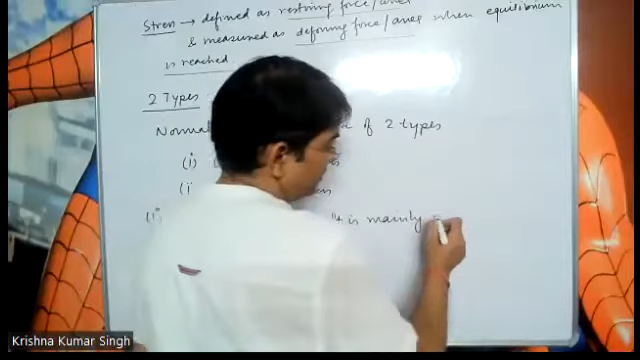 Stress → defined as restoring force/area
& measured as deforming force/area when equilibrium
is reached.
2 Types
Normal of 2 types
(i)
(i
(i) It is mainly
Krishna Kumar Singh